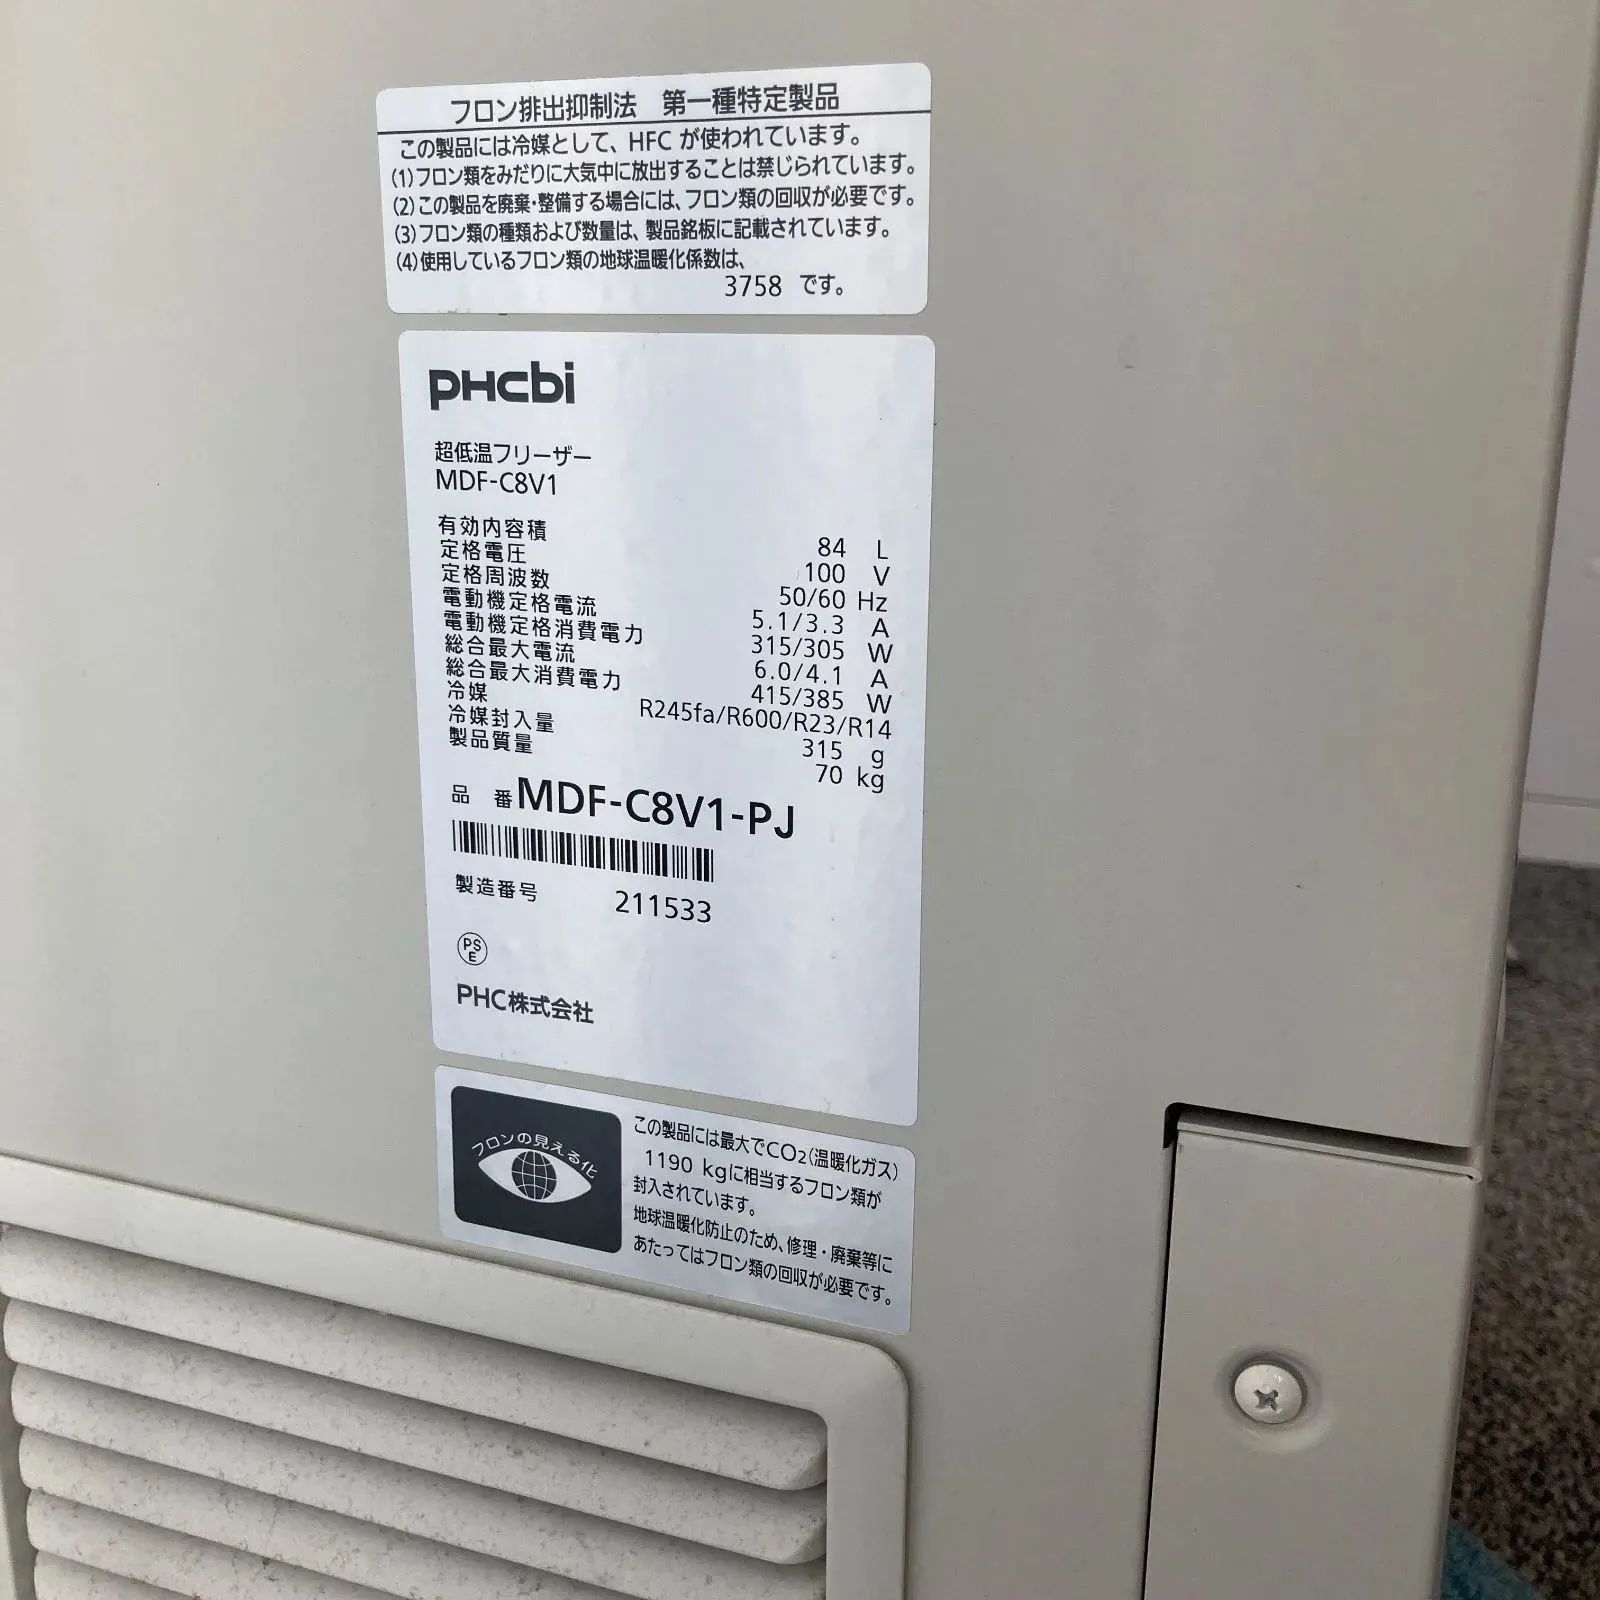 フロン排出抑制法 第一種特定製品
この製品には冷媒として、HFC が使われています。
(1)フロン類をみだりに大気中に放出することは禁じられています。
(2)この製品を廃棄・整備する場合には、フロン類の回収が必要です。
(3)フロン類の種類および数量は、製品銘板に記載されています。
(4)使用しているフロン類の地球温暖化係数は、
3758 です。
PHCbi
超低温フリーザー
MDF-C8V1
有効内容積 84 L
定格電圧 100 V
定格周波数 50/60 Hz
電動機定格電流 5.1/3.3 A
電動機定格消費電力 315/305 W
総合最大電流 6.0/4.1 A
総合最大消費電力 415/385 W
冷媒 R245fa/R600/R23/R14
冷媒封入量 315 g
製品質量 70 kg
品 番 MDF-C8V1-PJ
製造番号 211533
PS
E
PHC株式会社
フロンの見える化
この製品には最大でCO2(温暖化ガス)
1190 kgに相当するフロン類が
封入されています。
地球温暖化防止のため、修理・廃棄等に
あたってはフロン類の回収が必要です。